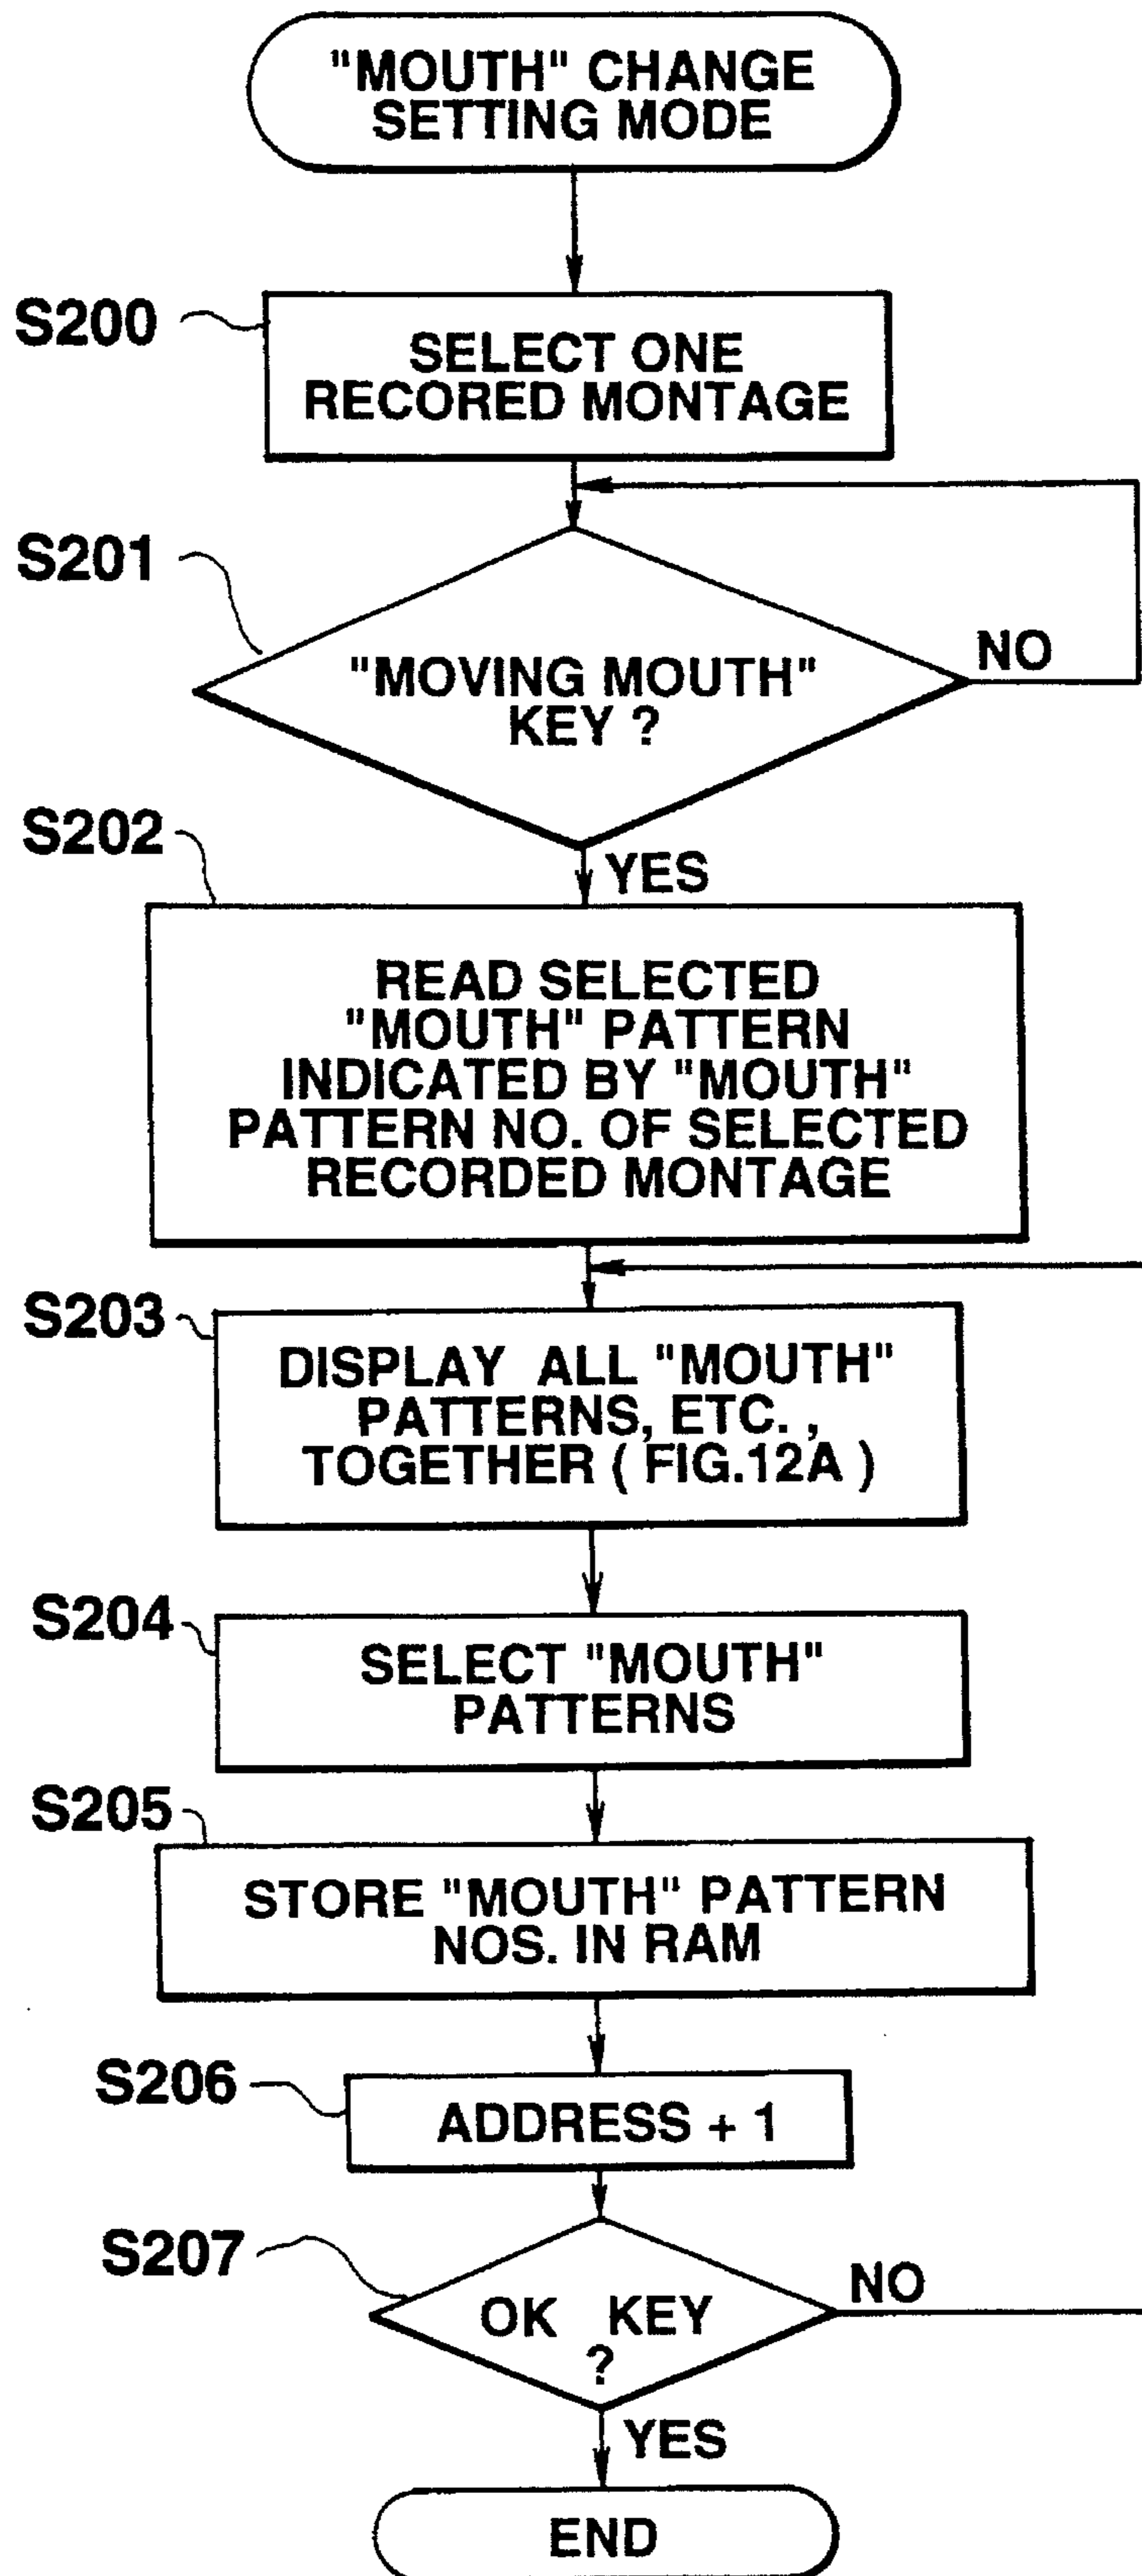 "MOUTH" CHANGE
SETTING MODE
S200
SELECT ONE
RECORED MONTAGE
S201
"MOVING MOUTH"
KEY ?
NO
S202
YES
READ SELECTED
"MOUTH" PATTERN
INDICATED BY "MOUTH"
PATTERN NO. OF SELECTED
RECORDED MONTAGE
S203
DISPLAY ALL "MOUTH"
PATTERNS, ETC. ,
TOGETHER ( FIG.12A )
S204
SELECT "MOUTH"
PATTERNS
S205
STORE "MOUTH" PATTERN
NOS. IN RAM
S206
ADDRESS + 1
S207
OK KEY
?
NO
YES
END